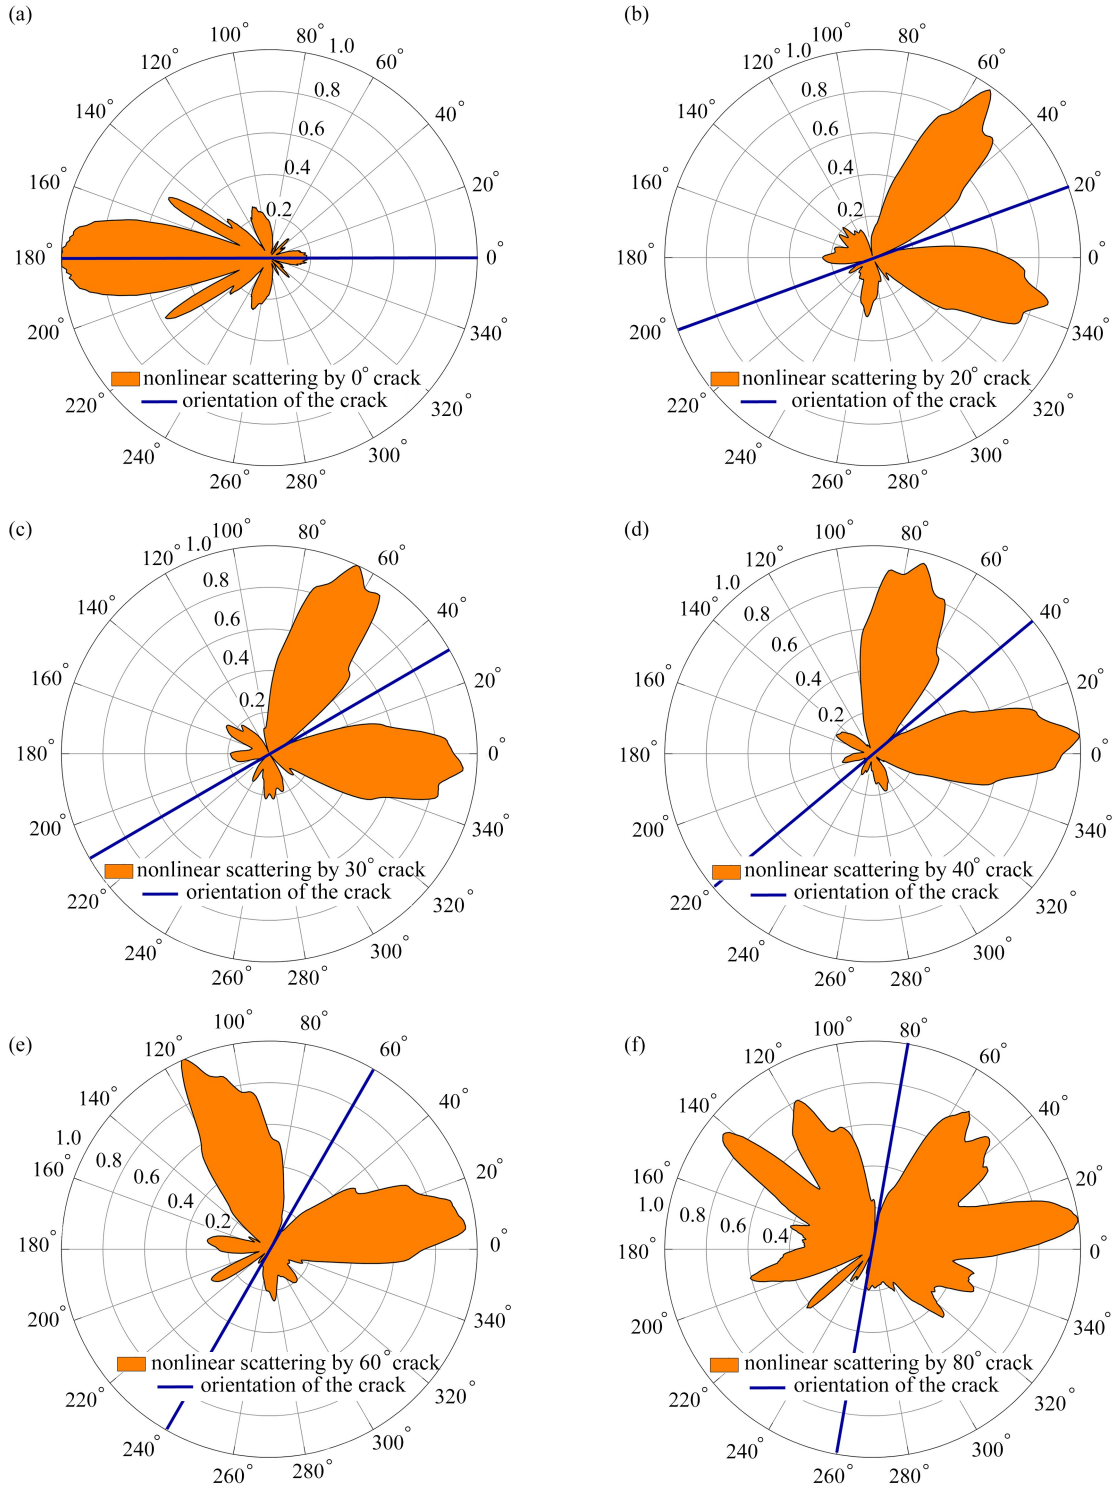 (a)
100° 80° 1.0
120° 60°
0.8
140° 0.6 40°
0.4
160° 20°
0.2
180° 0°
200° 340°
nonlinear scattering by 0° crack
orientation of the crack
220° 320°
240° 300°
260° 280°
(b)
100° 80°
120° 1.0 60°
0.8
140° 0.6 40°
0.4
160° 20°
0.2
180° 0°
200° 340°
nonlinear scattering by 20° crack
orientation of the crack
220° 320°
240° 300°
260° 280°
(c)
100° 80°
120° 1.0 60°
0.8
140° 0.6 40°
0.4
160° 20°
0.2
180° 0°
200° 340°
nonlinear scattering by 30° crack
orientation of the crack
220° 320°
240° 300°
260° 280°
(d)
100° 80°
120° 60°
1.0
140° 0.8 40°
0.6
160° 0.4 20°
0.2
180° 0°
200° 340°
nonlinear scattering by 40° crack
orientation of the crack
220° 320°
240° 300°
260° 280°
(e)
100° 80°
120° 60°
140° 40°
1.0
160° 0.8 20°
0.6
0.4
0.2
180° 0°
200° 340°
nonlinear scattering by 60° crack
orientation of the crack
220° 320°
240° 300°
260° 280°
(f)
100° 80°
120° 60°
140° 40°
160° 20°
1.0
0.8
0.6
0.4
180° 0°
200° 340°
nonlinear scattering by 80° crack
orientation of the crack
220° 320°
240° 300°
260° 280°